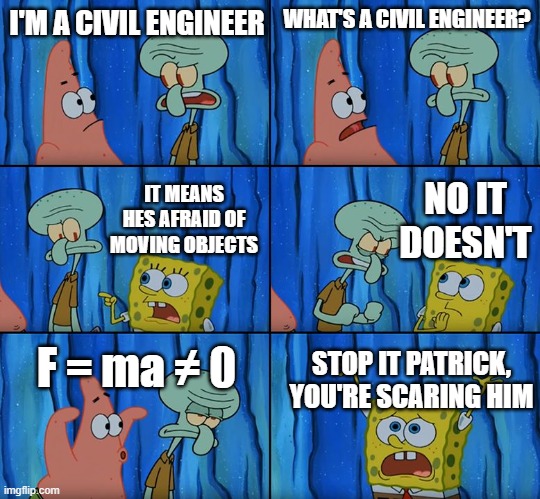 I'M A CIVIL ENGINEER
WHAT'S A CIVIL ENGINEER?
IT MEANS
HES AFRAID OF
MOVING OBJECTS
NO IT
DOESN'T
F = ma ≠ 0
STOP IT PATRICK,
YOU'RE SCARING HIM
imgflip.com